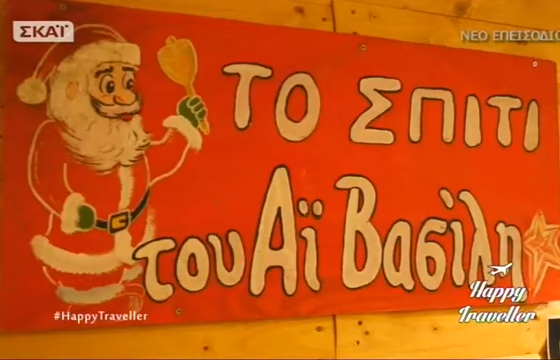 ΣΚΑΪ
ΝΕΟ ΕΠΕΙΣΟΔΙΟ
ΤΟ ΣΠΙΤΙ
του Αϊ Βασίλη
Happy
Traveller
#HappyTraveller